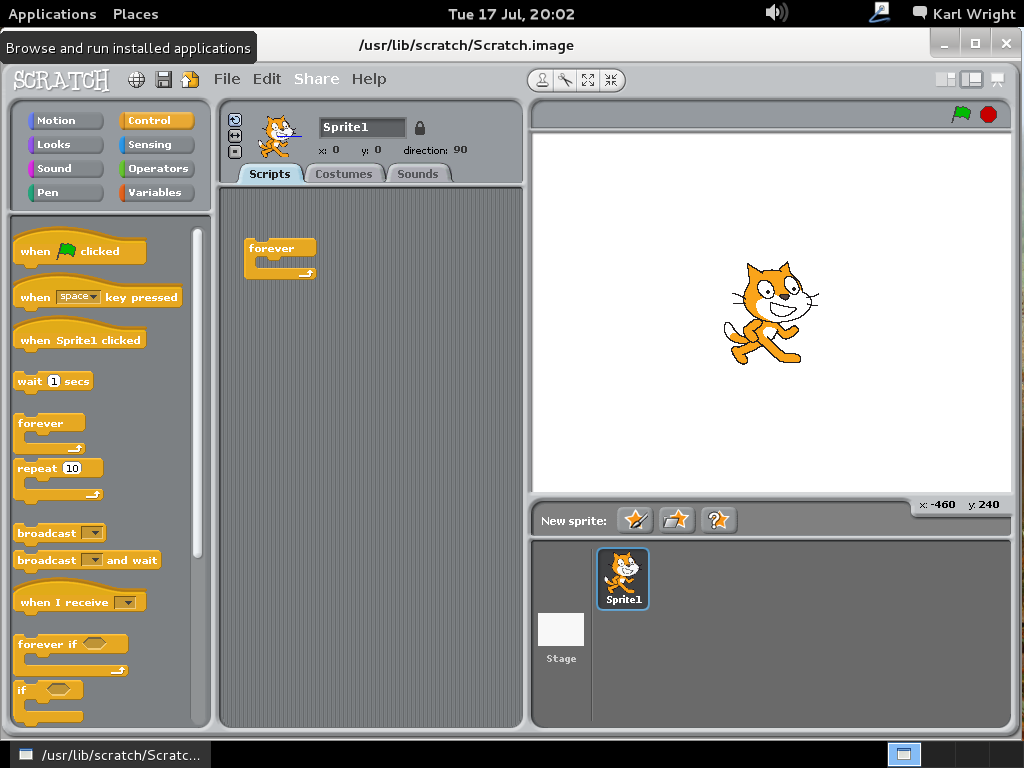 Applications Places Tue 17 Jul, 20:02 Karl Wright
Browse and run installed applications
/usr/lib/scratch/Scratch.image
SCRATCH File Edit Share Help
Motion Control
Looks Sensing
Sound Operators
Pen Variables
Sprite1
x: 0 y: 0 direction: 90
Scripts Costumes Sounds
when clicked
when space key pressed
when Sprite1 clicked
wait 1 secs
forever
repeat 10
broadcast
broadcast and wait
when I receive
forever if
if
forever
x: -460 y: 240
New sprite:
Sprite1
Stage
/usr/lib/scratch/Scratc...